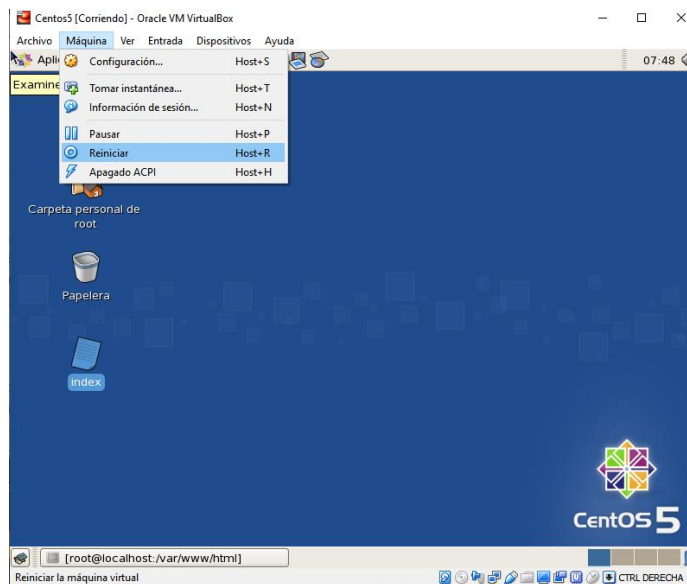 Centos5 [Corriendo] - Oracle VM VirtualBox
Archivo Máquina Ver Entrada Dispositivos Ayuda
Apli
07:48
Examine
Configuración... Host+S
Tomar instantánea... Host+T
Información de sesión... Host+N
Pausar Host+P
Reiniciar Host+R
Apagado ACPI Host+H
Carpeta personal de
root
Papelera
index
CentOS 5
[root@localhost:/var/www/html]
Reiniciar la máquina virtual
CTRL DERECHA